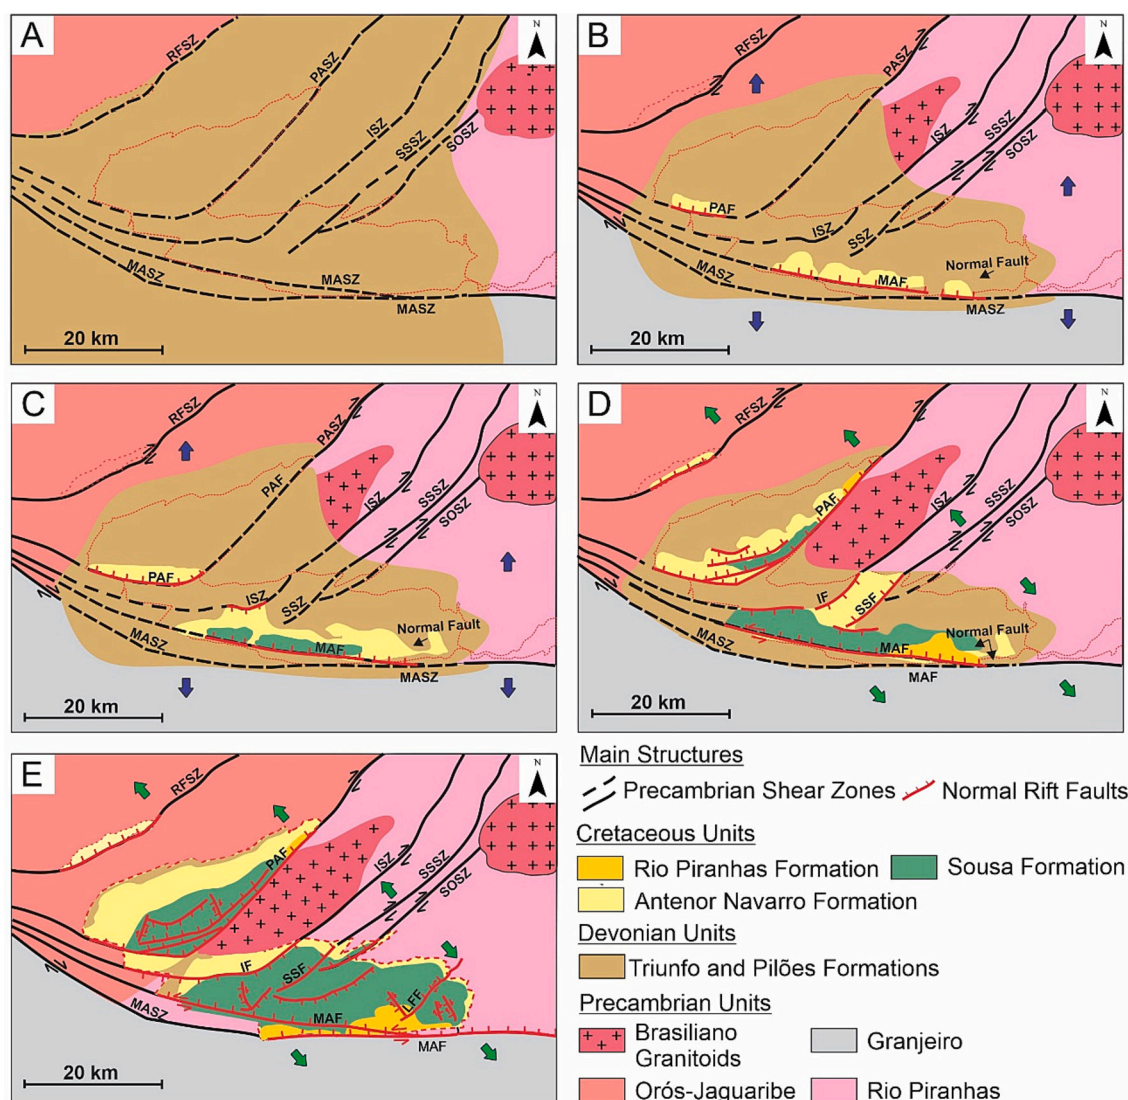 A
N
RFSZ
PASZ
ISZ
SSSZ
SOSZ
MASZ
MASZ
MASZ
20 km
B
N
RFSZ
PASZ
ISZ
SSSZ
SOSZ
PAF
ISZ
SSZ
Normal Fault
MASZ
MAF
MASZ
20 km
C
N
RFSZ
PASZ
PAF
ISZ
SSSZ
SOSZ
PAF
ISZ
SSZ
Normal Fault
MASZ
MAF
MASZ
20 km
D
N
RFSZ
PAF
ISZ
SSSZ
SOSZ
IF
SSF
Normal Fault
MASZ
MAF
MAF
20 km
E
N
RFSZ
PAF
ISZ
SSSZ
SOSZ
IF
SSF
LFF
MASZ
MAF
MAF
20 km
Main Structures
Precambrian Shear Zones
Normal Rift Faults
Cretaceous Units
Rio Piranhas Formation
Sousa Formation
Antenor Navarro Formation
Devonian Units
Triunfo and Pilões Formations
Precambrian Units
Brasiliano
Granitoids
Granjeiro
Orós-Jaguaribe
Rio Piranhas